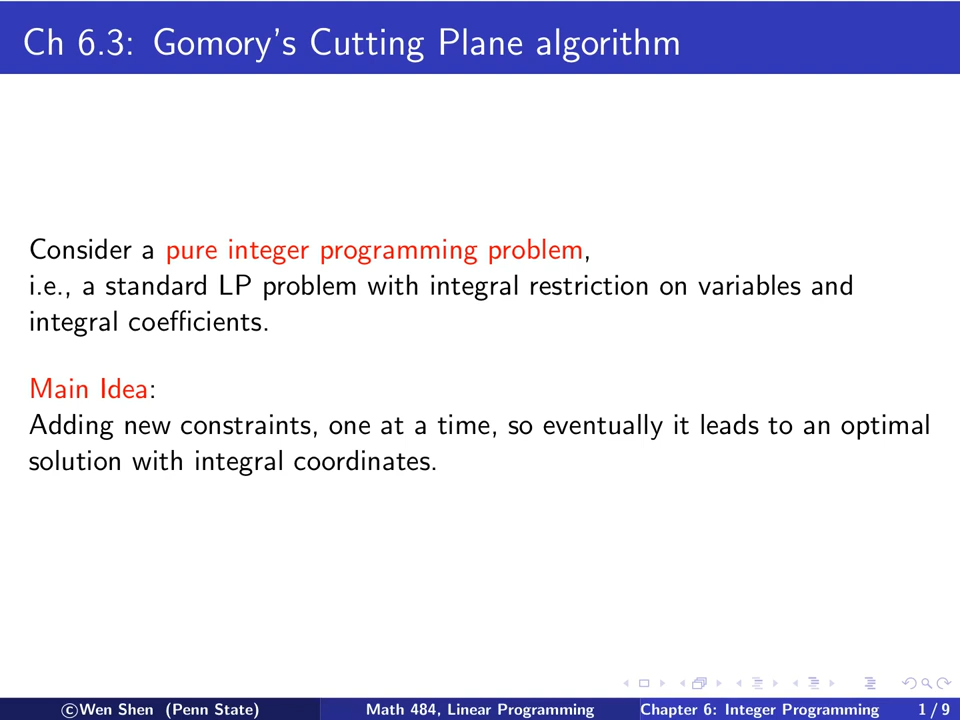 Ch 6.3: Gomory's Cutting Plane algorithm
Consider a pure integer programming problem,
i.e., a standard LP problem with integral restriction on variables and
integral coefficients.
Main Idea:
Adding new constraints, one at a time, so eventually it leads to an optimal
solution with integral coordinates.
©Wen Shen (Penn State) Math 484, Linear Programming Chapter 6: Integer Programming 1 / 9